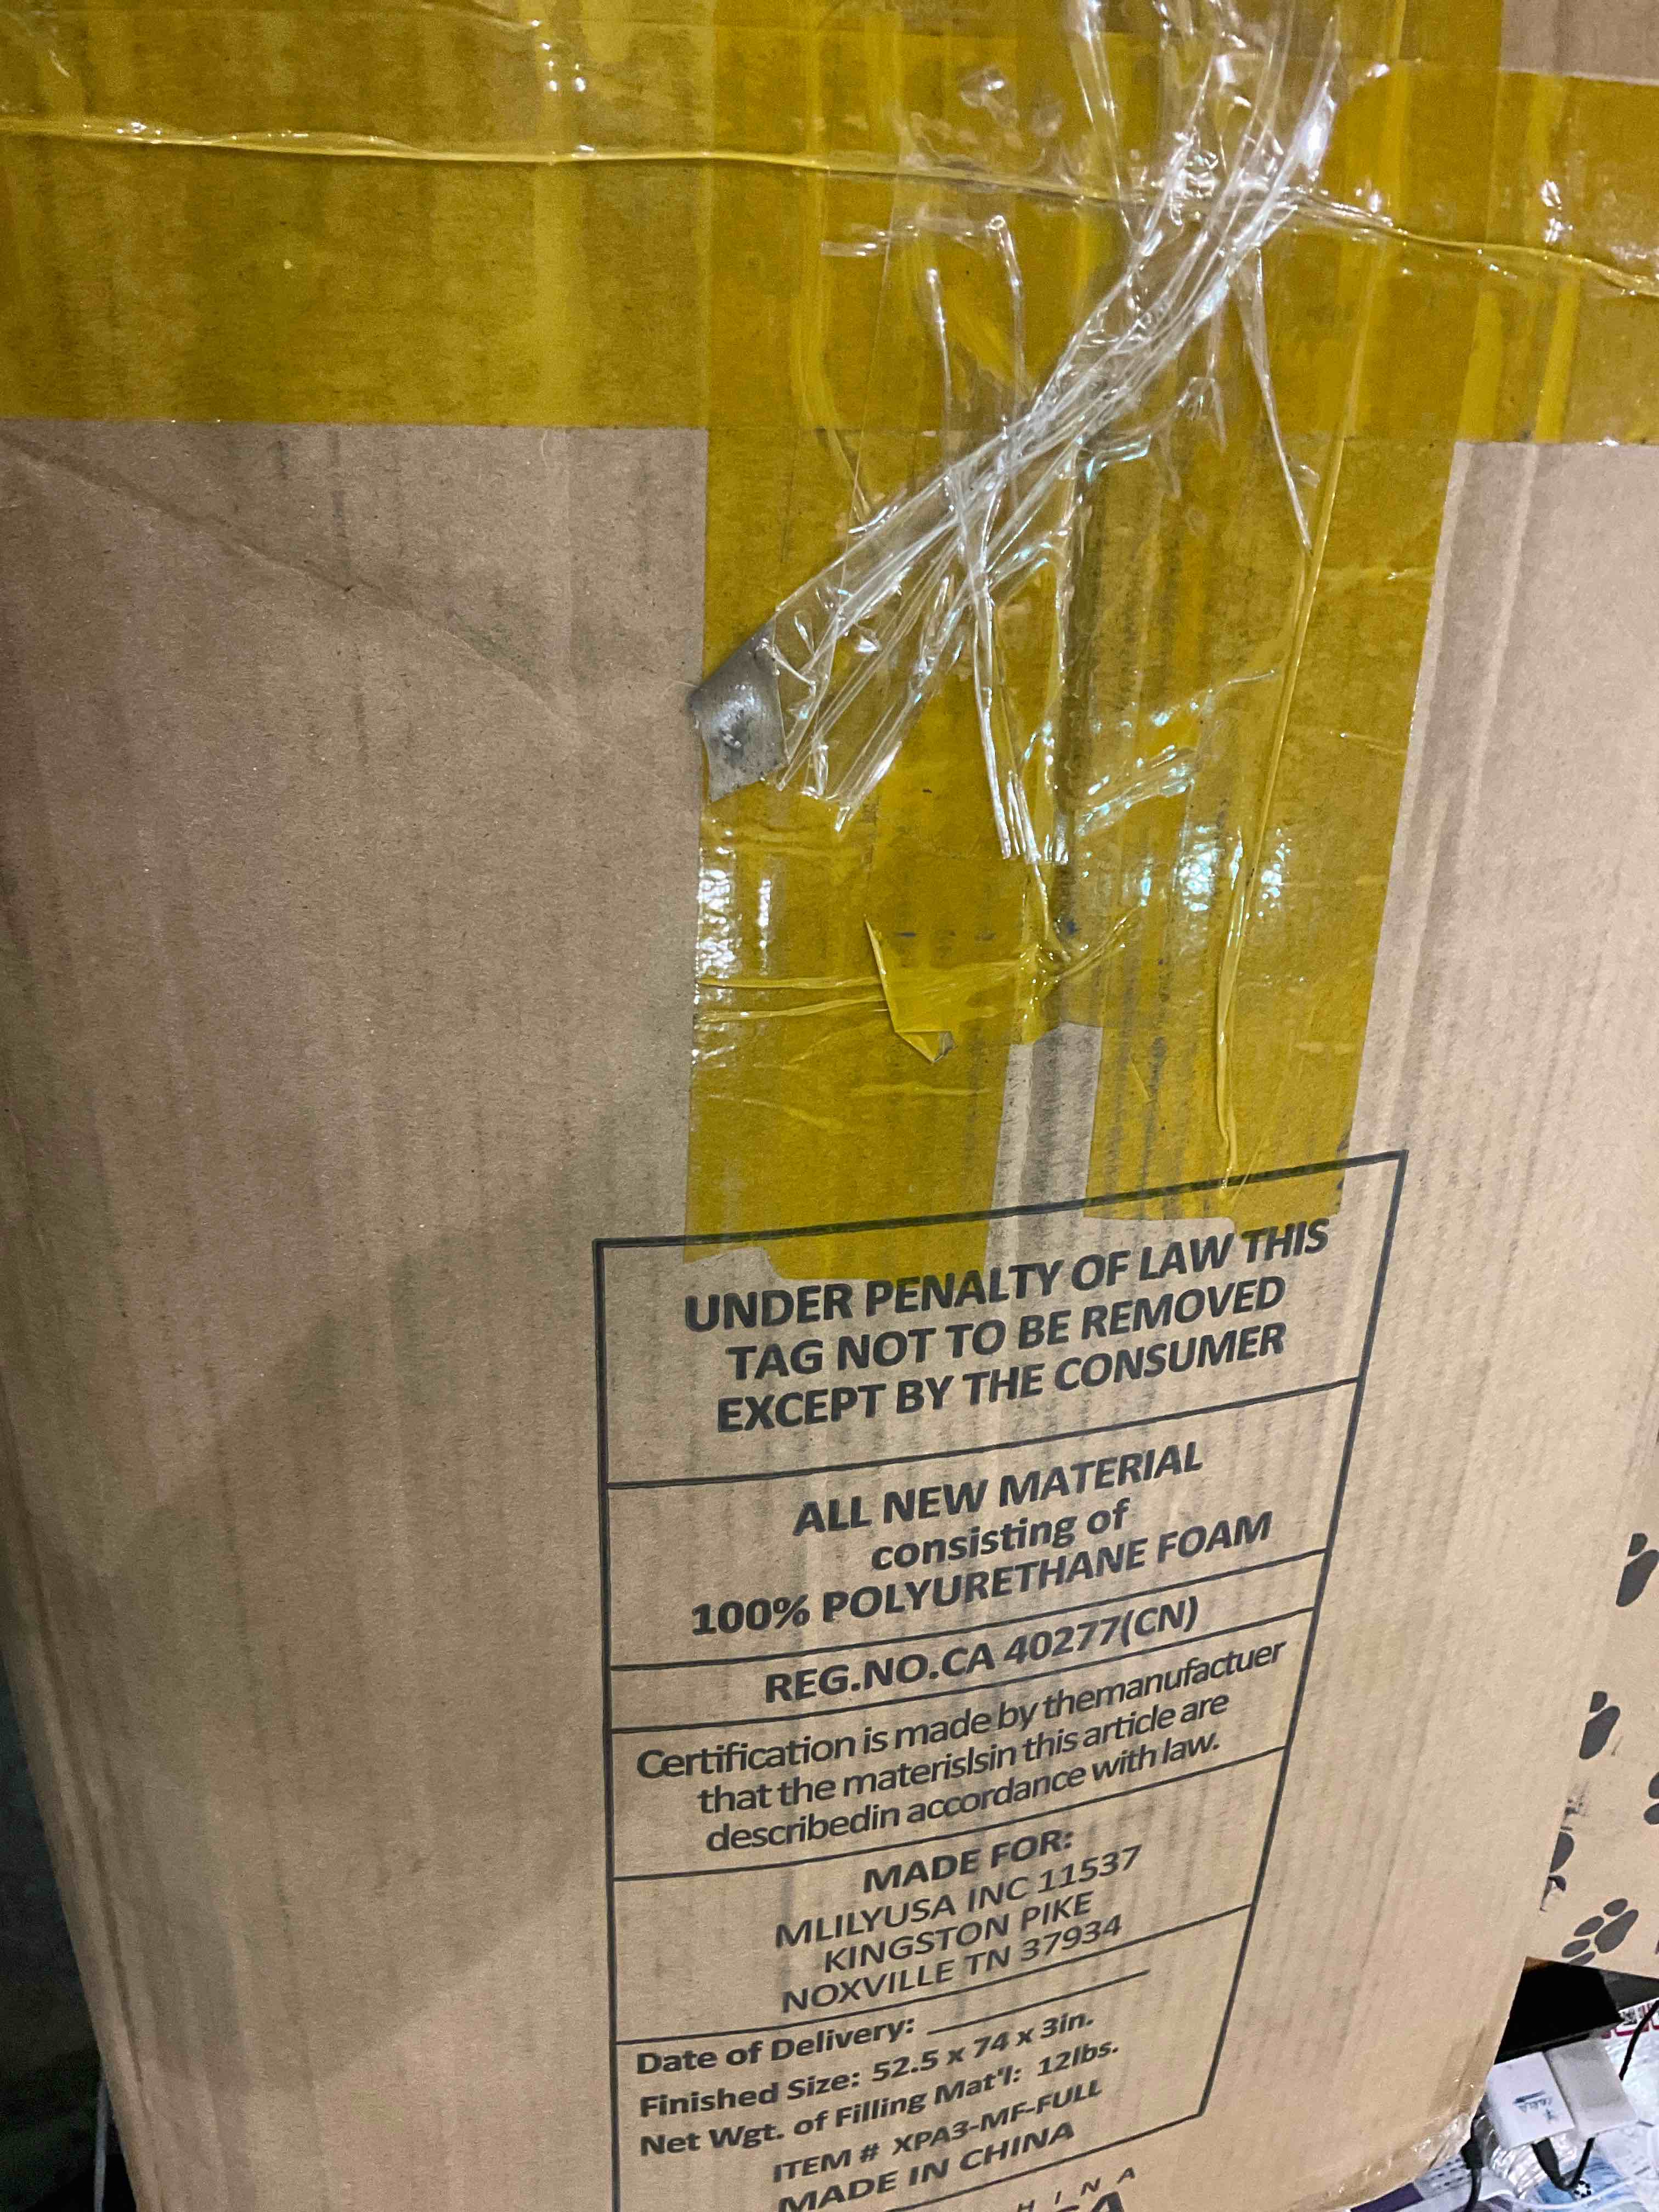 UNDER PENALTY OF LAW THIS
TAG NOT TO BE REMOVED
EXCEPT BY THE CONSUMER
ALL NEW MATERIAL
consisting of
100% POLYURETHANE FOAM
REG.NO.CA 40277(CN)
Certification is made by themanufactuer
that the materislsin this article are
describedin accordance with law.
MADE FOR:
MLILYUSA INC 11537
KINGSTON PIKE
NOXVILLE TN 37934
Date of Delivery:
Finished Size: 52.5 x 74 x 3in.
Net Wgt. of Filling Mat'l: 12lbs.
ITEM # XPA3-MF-FULL
MADE IN CHINA